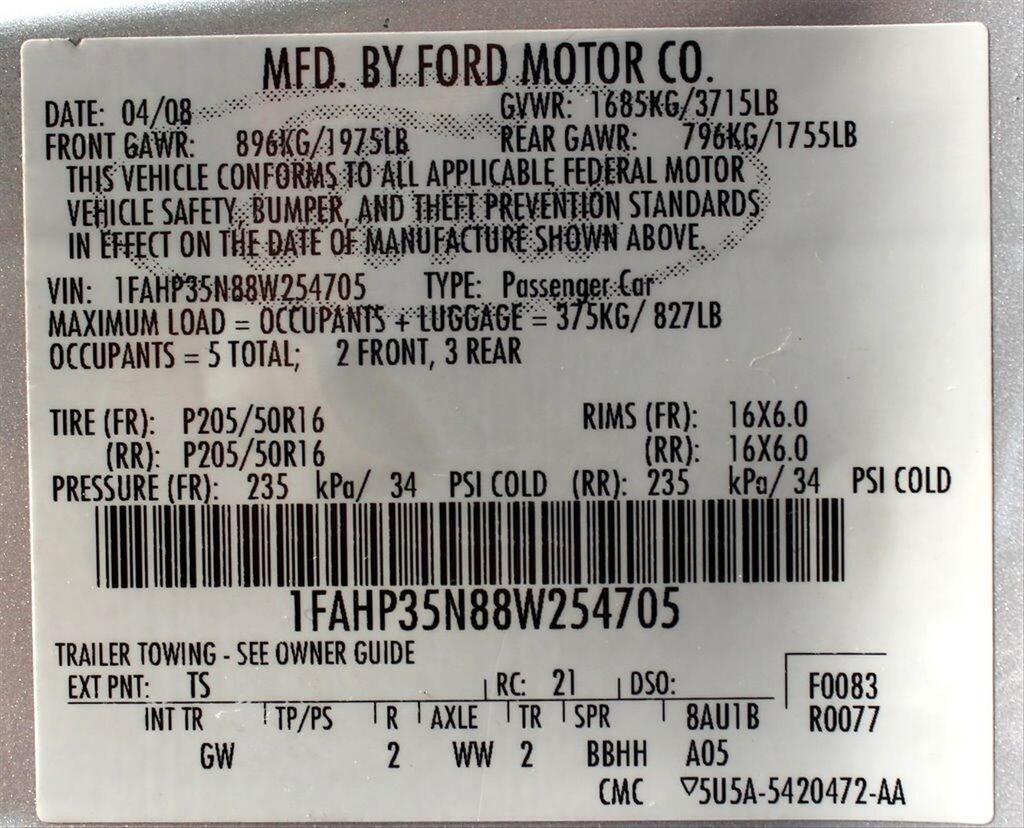 MFD. BY FORD MOTOR CO.
DATE: 04/08 GVWR: 1685KG/3715LB
FRONT GAWR: 896KG/1975LB REAR GAWR: 796KG/1755LB
THIS VEHICLE CONFORMS TO ALL APPLICABLE FEDERAL MOTOR
VEHICLE SAFETY, BUMPER, AND THEFT PREVENTION STANDARDS
IN EFFECT ON THE DATE OF MANUFACTURE SHOWN ABOVE.
VIN: 1FAHP35N88W254705 TYPE: Passenger Car
MAXIMUM LOAD = OCCUPANTS + LUGGAGE = 375KG/ 827LB
OCCUPANTS = 5 TOTAL; 2 FRONT, 3 REAR
TIRE (FR): P205/50R16 RIMS (FR): 16X6.0
(RR): P205/50R16 (RR): 16X6.0
PRESSURE (FR): 235 kPa/ 34 PSI COLD (RR): 235 kPa/ 34 PSI COLD
1FAHP35N88W254705
TRAILER TOWING - SEE OWNER GUIDE
EXT PNT: TS RC: 21 DSO: F0083
INT TR TP/PS R AXLE TR SPR 8AU1B R0077
GW 2 WW 2 BBHH A05
CMC ▽5U5A-5420472-AA